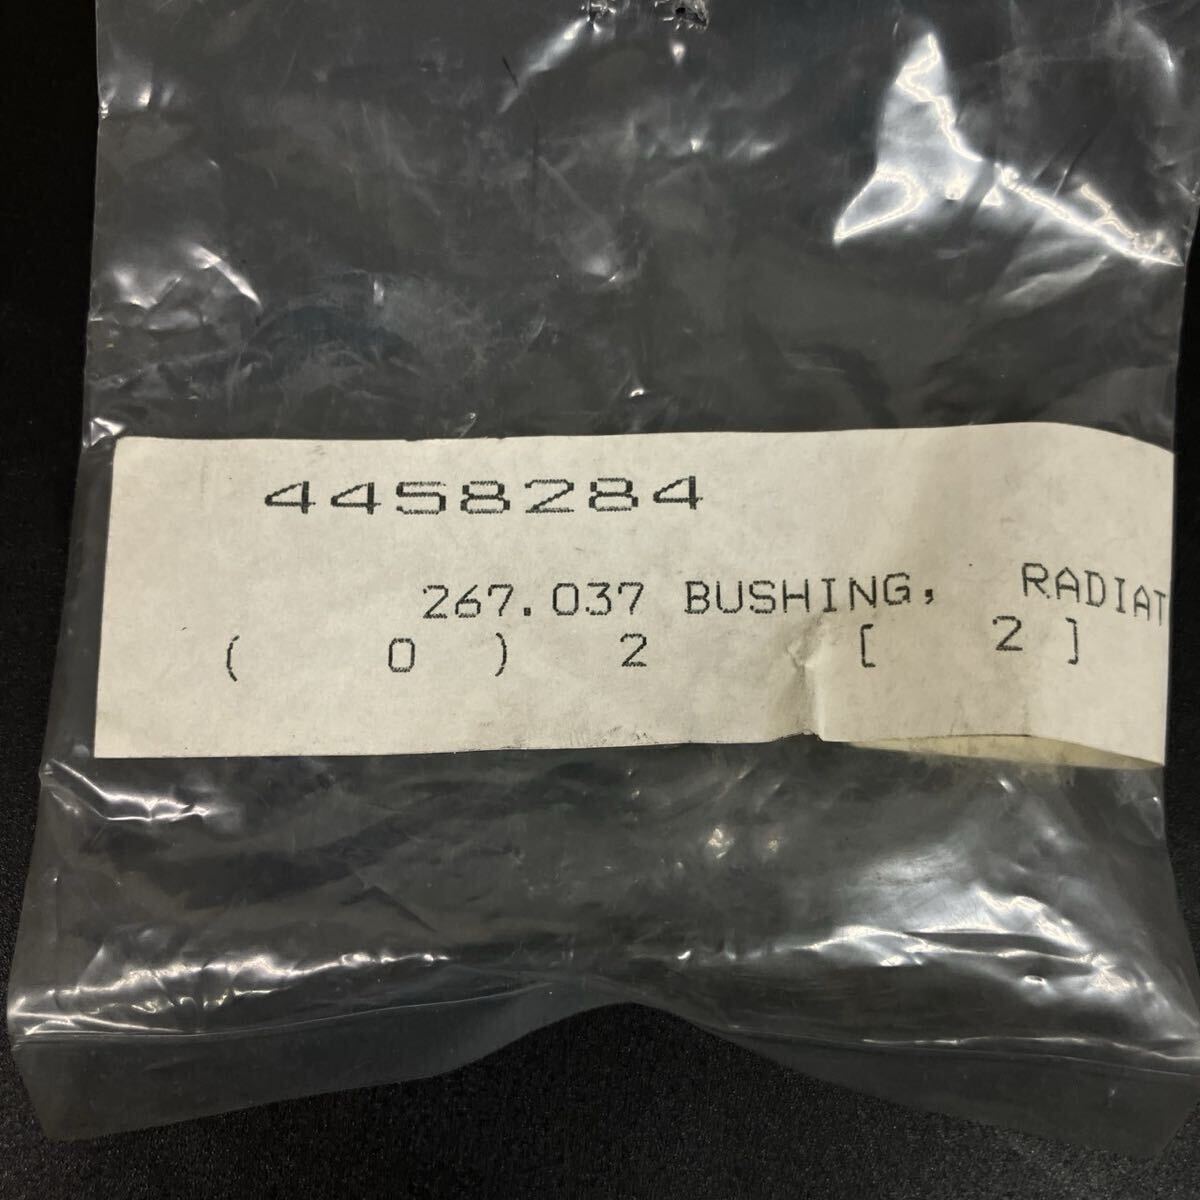 4458284
267.037 BUSHING, RADIAT
( 0 ) 2 [ 2 ]